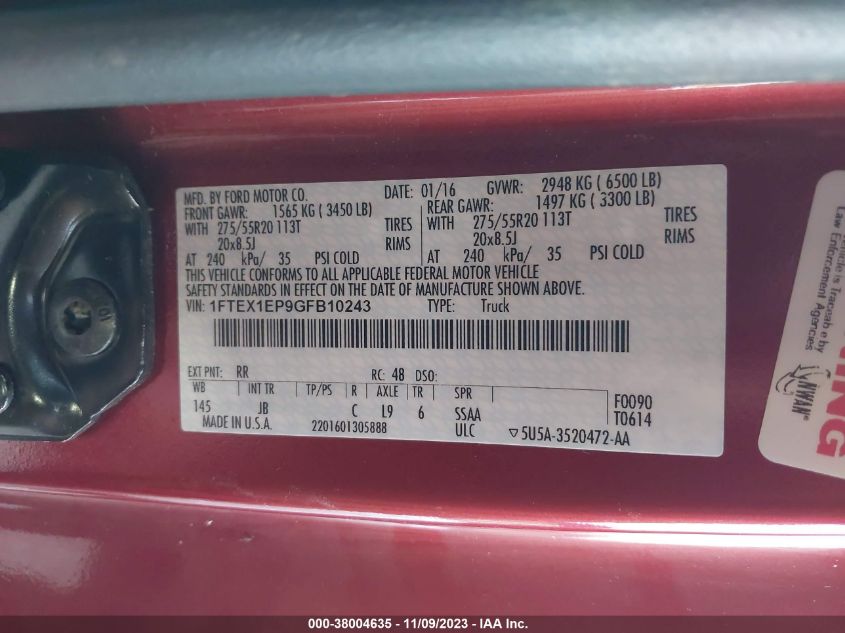 MFD. BY FORD MOTOR CO.
DATE: 01/16 GVWR: 2948 KG ( 6500 LB)
FRONT GAWR: 1565 KG ( 3450 LB) REAR GAWR: 1497 KG ( 3300 LB)
WITH 275/55R20 113T TIRES WITH 275/55R20 113T TIRES
20x8.5J RIMS 20x8.5J RIMS
AT 240 kPa/ 35 PSI COLD AT 240 kPa/ 35 PSI COLD
THIS VEHICLE CONFORMS TO ALL APPLICABLE FEDERAL MOTOR VEHICLE
SAFETY STANDARDS IN EFFECT ON THE DATE OF MANUFACTURE SHOWN ABOVE.
VIN: 1FTEX1EP9GFB10243 TYPE: Truck
EXT PNT: RR RC: 48 DSO:
WB INT TR TP/PS R AXLE TR SPR F0090
145 JB C L9 6 SSAA T0614
MADE IN U.S.A. 2201601305888 ULC ▽5U5A-3520472-AA
Vehicle is Traceable by
Law Enforcement Agencies
NWAN®
NING
000-38004635 - 11/09/2023 - IAA Inc.